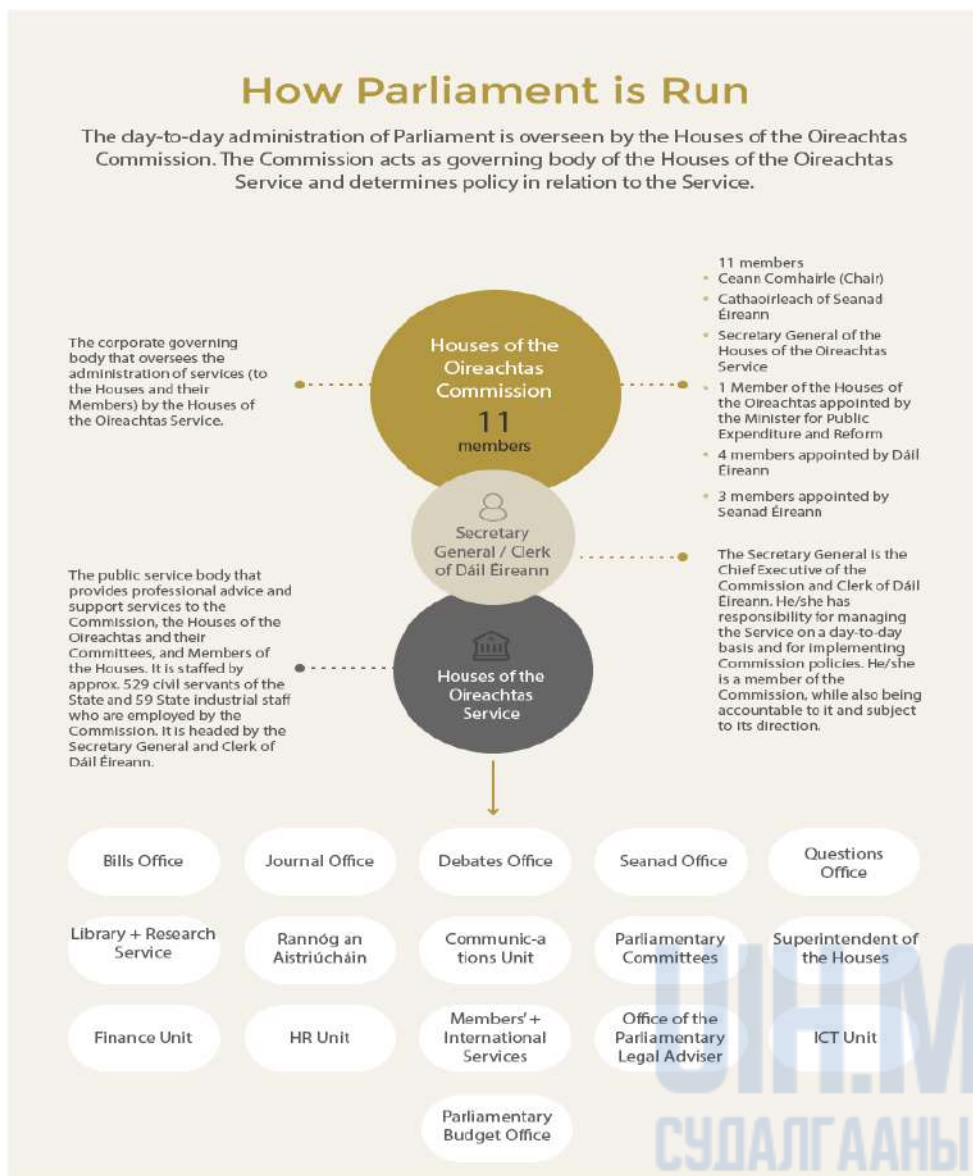 How Parliament is Run
The day-to-day administration of Parliament is overseen by the Houses of the Oireachtas
Commission. The Commission acts as governing body of the Houses of the Oireachtas
Service and determines policy in relation to the Service.
The corporate governing
body that oversees the
administration of services (to
the Houses and their
Members) by the Houses of
the Oireachtas Service.
Houses of the
Oireachtas
Commission
11
members
11 members
• Ceann Comhairle (Chair)
• Cathaoirleach of Seanad
Éireann
• Secretary General of the
Houses of the Oireachtas
Service
• 1 Member of the Houses of
the Oireachtas appointed by
the Minister for Public
Expenditure and Reform
• 4 members appointed by Dáil
Éireann
• 3 members appointed by
Seanad Éireann
Secretary
General / Clerk
of Dáil Éireann
The Secretary General is the
Chief Executive of the
Commission and Clerk of Dáil
Éireann. He/she has
responsibility for managing
the Service on a day-to-day
basis and for implementing
Commission policies. He/she
is a member of the
Commission, while also being
accountable to it and subject
to its direction.
The public service body that
provides professional advice and
support services to the
Commission, the Houses of the
Oireachtas and their
Committees, and Members of
the Houses. It is staffed by
approx. 529 civil servants of the
State and 59 State industrial staff
who are employed by the
Commission. It is headed by the
Secretary General and Clerk of
Dáil Éireann.
Houses of the
Oireachtas
Service
Bills Office
Journal Office
Debates Office
Seanad Office
Questions
Office
Library + Research
Service
Rannóg an
Aistriúcháin
Communic-a
tions Unit
Parliamentary
Committees
Superintendent of
the Houses
Finance Unit
HR Unit
Members' +
International
Services
Office of the
Parliamentary
Legal Adviser
ICT Unit
Parliamentary
Budget Office
СУДАЛГААНЫ